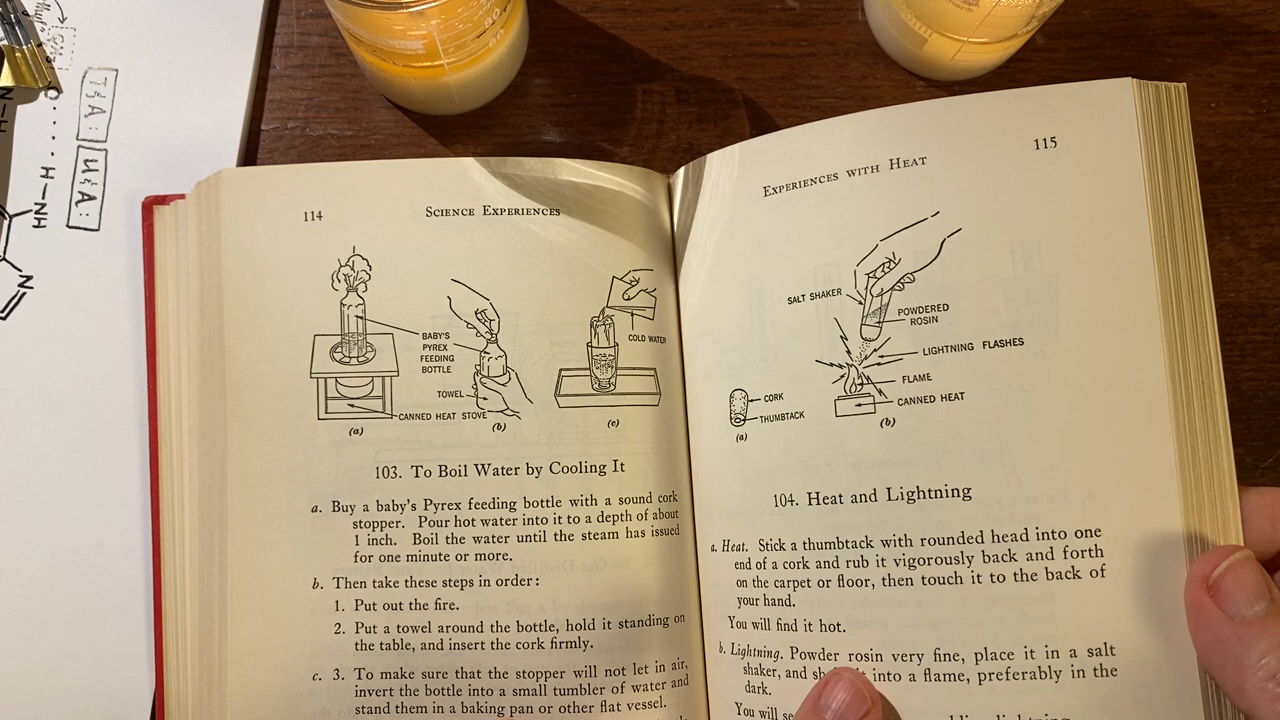 114
SCIENCE EXPERIENCES
BABY'S
PYREX
FEEDING
BOTTLE
TOWEL
CANNED HEAT STOVE
COLD WATER
(a)
(b)
(c)
103. To Boil Water by Cooling It
a. Buy a baby's Pyrex feeding bottle with a sound cork
stopper. Pour hot water into it to a depth of about
1 inch. Boil the water until the steam has issued
for one minute or more.
b. Then take these steps in order:
1. Put out the fire.
2. Put a towel around the bottle, hold it standing on
the table, and insert the cork firmly.
c. 3. To make sure that the stopper will not let in air,
invert the bottle into a small tumbler of water and
stand them in a baking pan or other flat vessel.
EXPERIENCES WITH HEAT
115
SALT SHAKER
POWDERED
ROSIN
LIGHTNING FLASHES
FLAME
CANNED HEAT
CORK
THUMBTACK
(a)
(b)
104. Heat and Lightning
a. Heat. Stick a thumbtack with rounded head into one
end of a cork and rub it vigorously back and forth
on the carpet or floor, then touch it to the back of
your hand.
You will find it hot.
b. Lightning. Powder rosin very fine, place it in a salt
shaker, and into a flame, preferably in the
dark.
You will lightning
T&A:
U&A:
O
H-NH
N
N-H